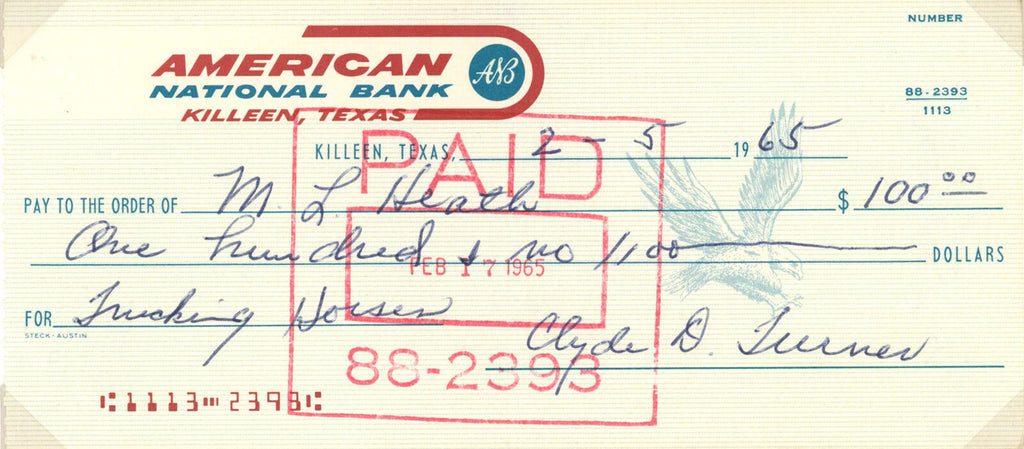 NUMBER
AMERICAN
ANB
NATIONAL BANK
KILLEEN, TEXAS
88-2393
1113
PAID
KILLEEN, TEXAS, 2 - 5 1965
PAY TO THE ORDER OF M. L. Heath $ 100 00
One hundred & no/100 DOLLARS
FEB 17 1965
FOR Trucking Horses
STECK-AUSTIN
Clyde D. Turner
88-2393
⑆1113⑉2393⑆